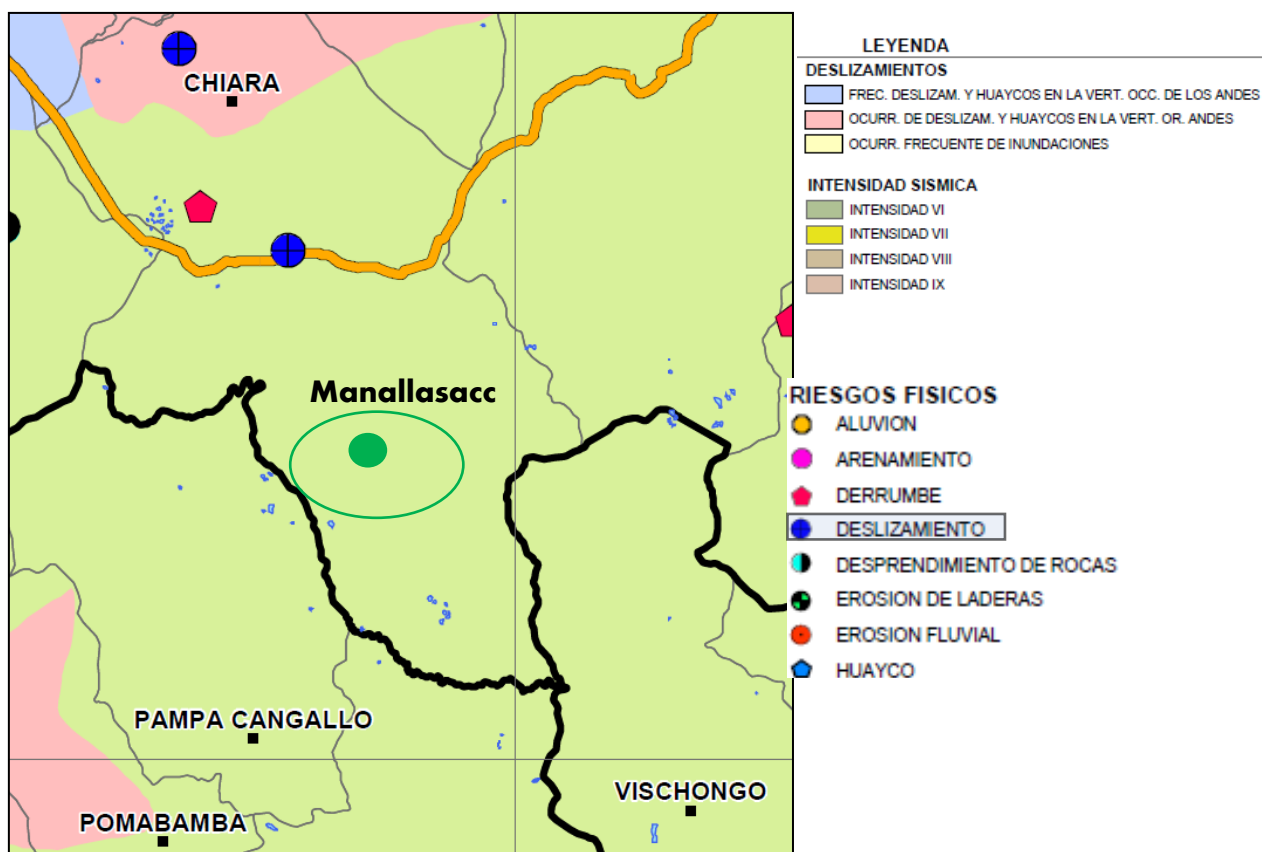 CHIARA
Manallasacc
PAMPA CANGALLO
VISCHONGO
POMABAMBA
LEYENDA
DESLIZAMIENTOS
FREC. DESLIZAM. Y HUAYCOS EN LA VERT. OCC. DE LOS ANDES
OCURR. DE DESLIZAM. Y HUAYCOS EN LA VERT. OR. ANDES
OCURR. FRECUENTE DE INUNDACIONES
INTENSIDAD SISMICA
INTENSIDAD VI
INTENSIDAD VII
INTENSIDAD VIII
INTENSIDAD IX
RIESGOS FISICOS
ALUVION
ARENAMIENTO
DERRUMBE
DESLIZAMIENTO
DESPRENDIMIENTO DE ROCAS
EROSION DE LADERAS
EROSION FLUVIAL
HUAYCO